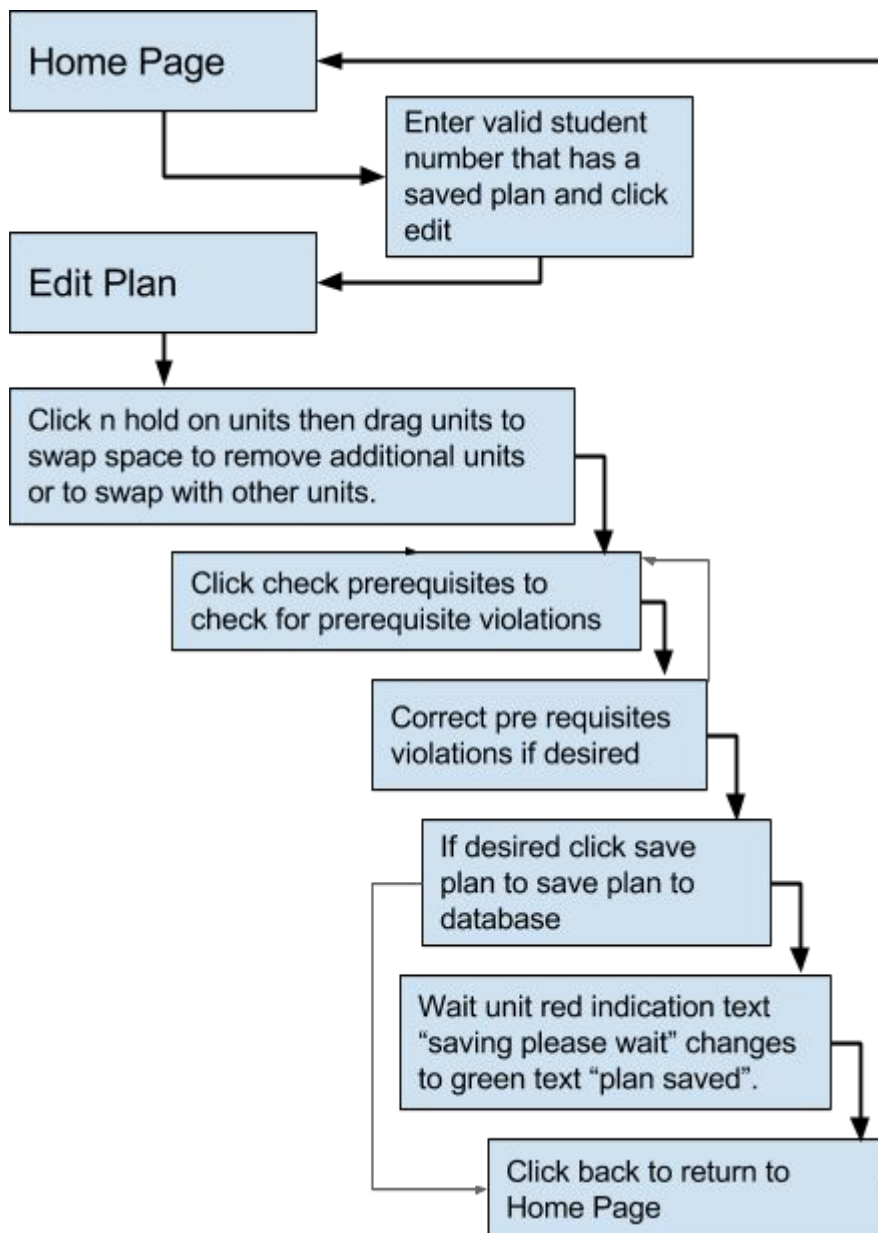 Home Page
Enter valid student
number that has a
saved plan and click
edit
Edit Plan
Click n hold on units then drag units to
swap space to remove additional units
or to swap with other units.
Click check prerequisites to
check for prerequisite violations
Correct pre requisites
violations if desired
If desired click save
plan to save plan to
database
Wait unit red indication text
“saving please wait” changes
to green text “plan saved”.
Click back to return to
Home Page